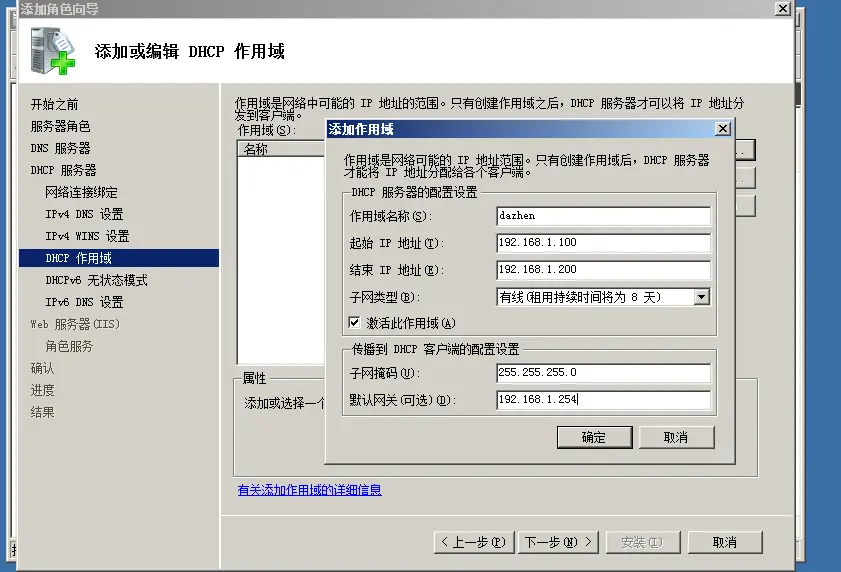 添加角色向导
添加或编辑 DHCP 作用域
开始之前
服务器角色
DNS 服务器
DHCP 服务器
网络连接绑定
IPv4 DNS 设置
IPv4 WINS 设置
DHCP 作用域
DHCPv6 无状态模式
IPv6 DNS 设置
Web 服务器(IIS)
角色服务
确认
进度
结果
作用域是网络中可能的 IP 地址的范围。只有创建作用域之后，DHCP 服务器才可以将 IP 地址分
发到客户端。
作用域(S):
名称
属性
添加或选择一个
有关添加作用域的详细信息
添加作用域
作用域是网络可能的 IP 地址范围。只有创建作用域后，DHCP 服务器
才能将 IP 地址分配给各个客户端。
DHCP 服务器的配置设置
作用域名称(S): dazhen
起始 IP 地址(T): 192.168.1.100
结束 IP 地址(E): 192.168.1.200
子网类型(B): 有线(租用持续时间将为 8 天)
激活此作用域(A)
传播到 DHCP 客户端的配置设置
子网掩码(U): 255.255.255.0
默认网关(可选)(D): 192.168.1.254
确定 取消
< 上一步(P) 下一步(N) > 安装(I) 取消